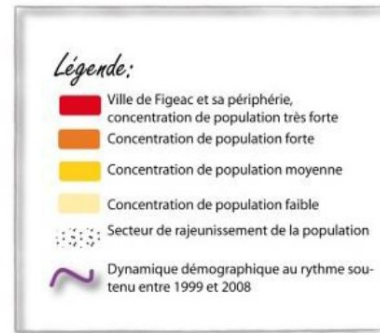 Légende:
Ville de Figeac et sa périphérie,
concentration de population très forte
Concentration de population forte
Concentration de population moyenne
Concentration de population faible
Secteur de rajeunissement de la population
Dynamique démographique au rythme sou-
tenu entre 1999 et 2008